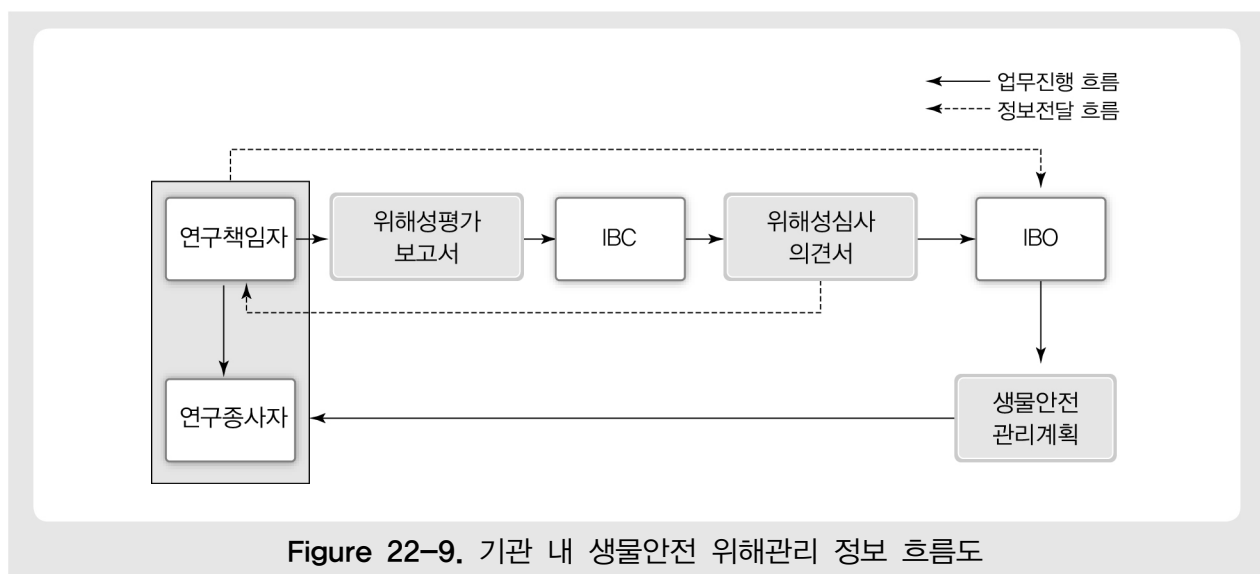 업무진행 흐름
정보전달 흐름
연구책임자
위해성평가
보고서
IBC
위해성심사
의견서
IBO
연구종사자
생물안전
관리계획
Figure 22-9. 기관 내 생물안전 위해관리 정보 흐름도